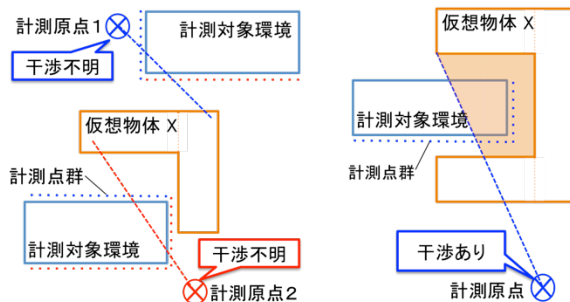 計測原点1
計測対象環境
干渉不明
仮想物体 X
計測点群
計測対象環境
干渉不明
計測原点2
仮想物体 X
計測対象環境
計測点群
干渉あり
計測原点